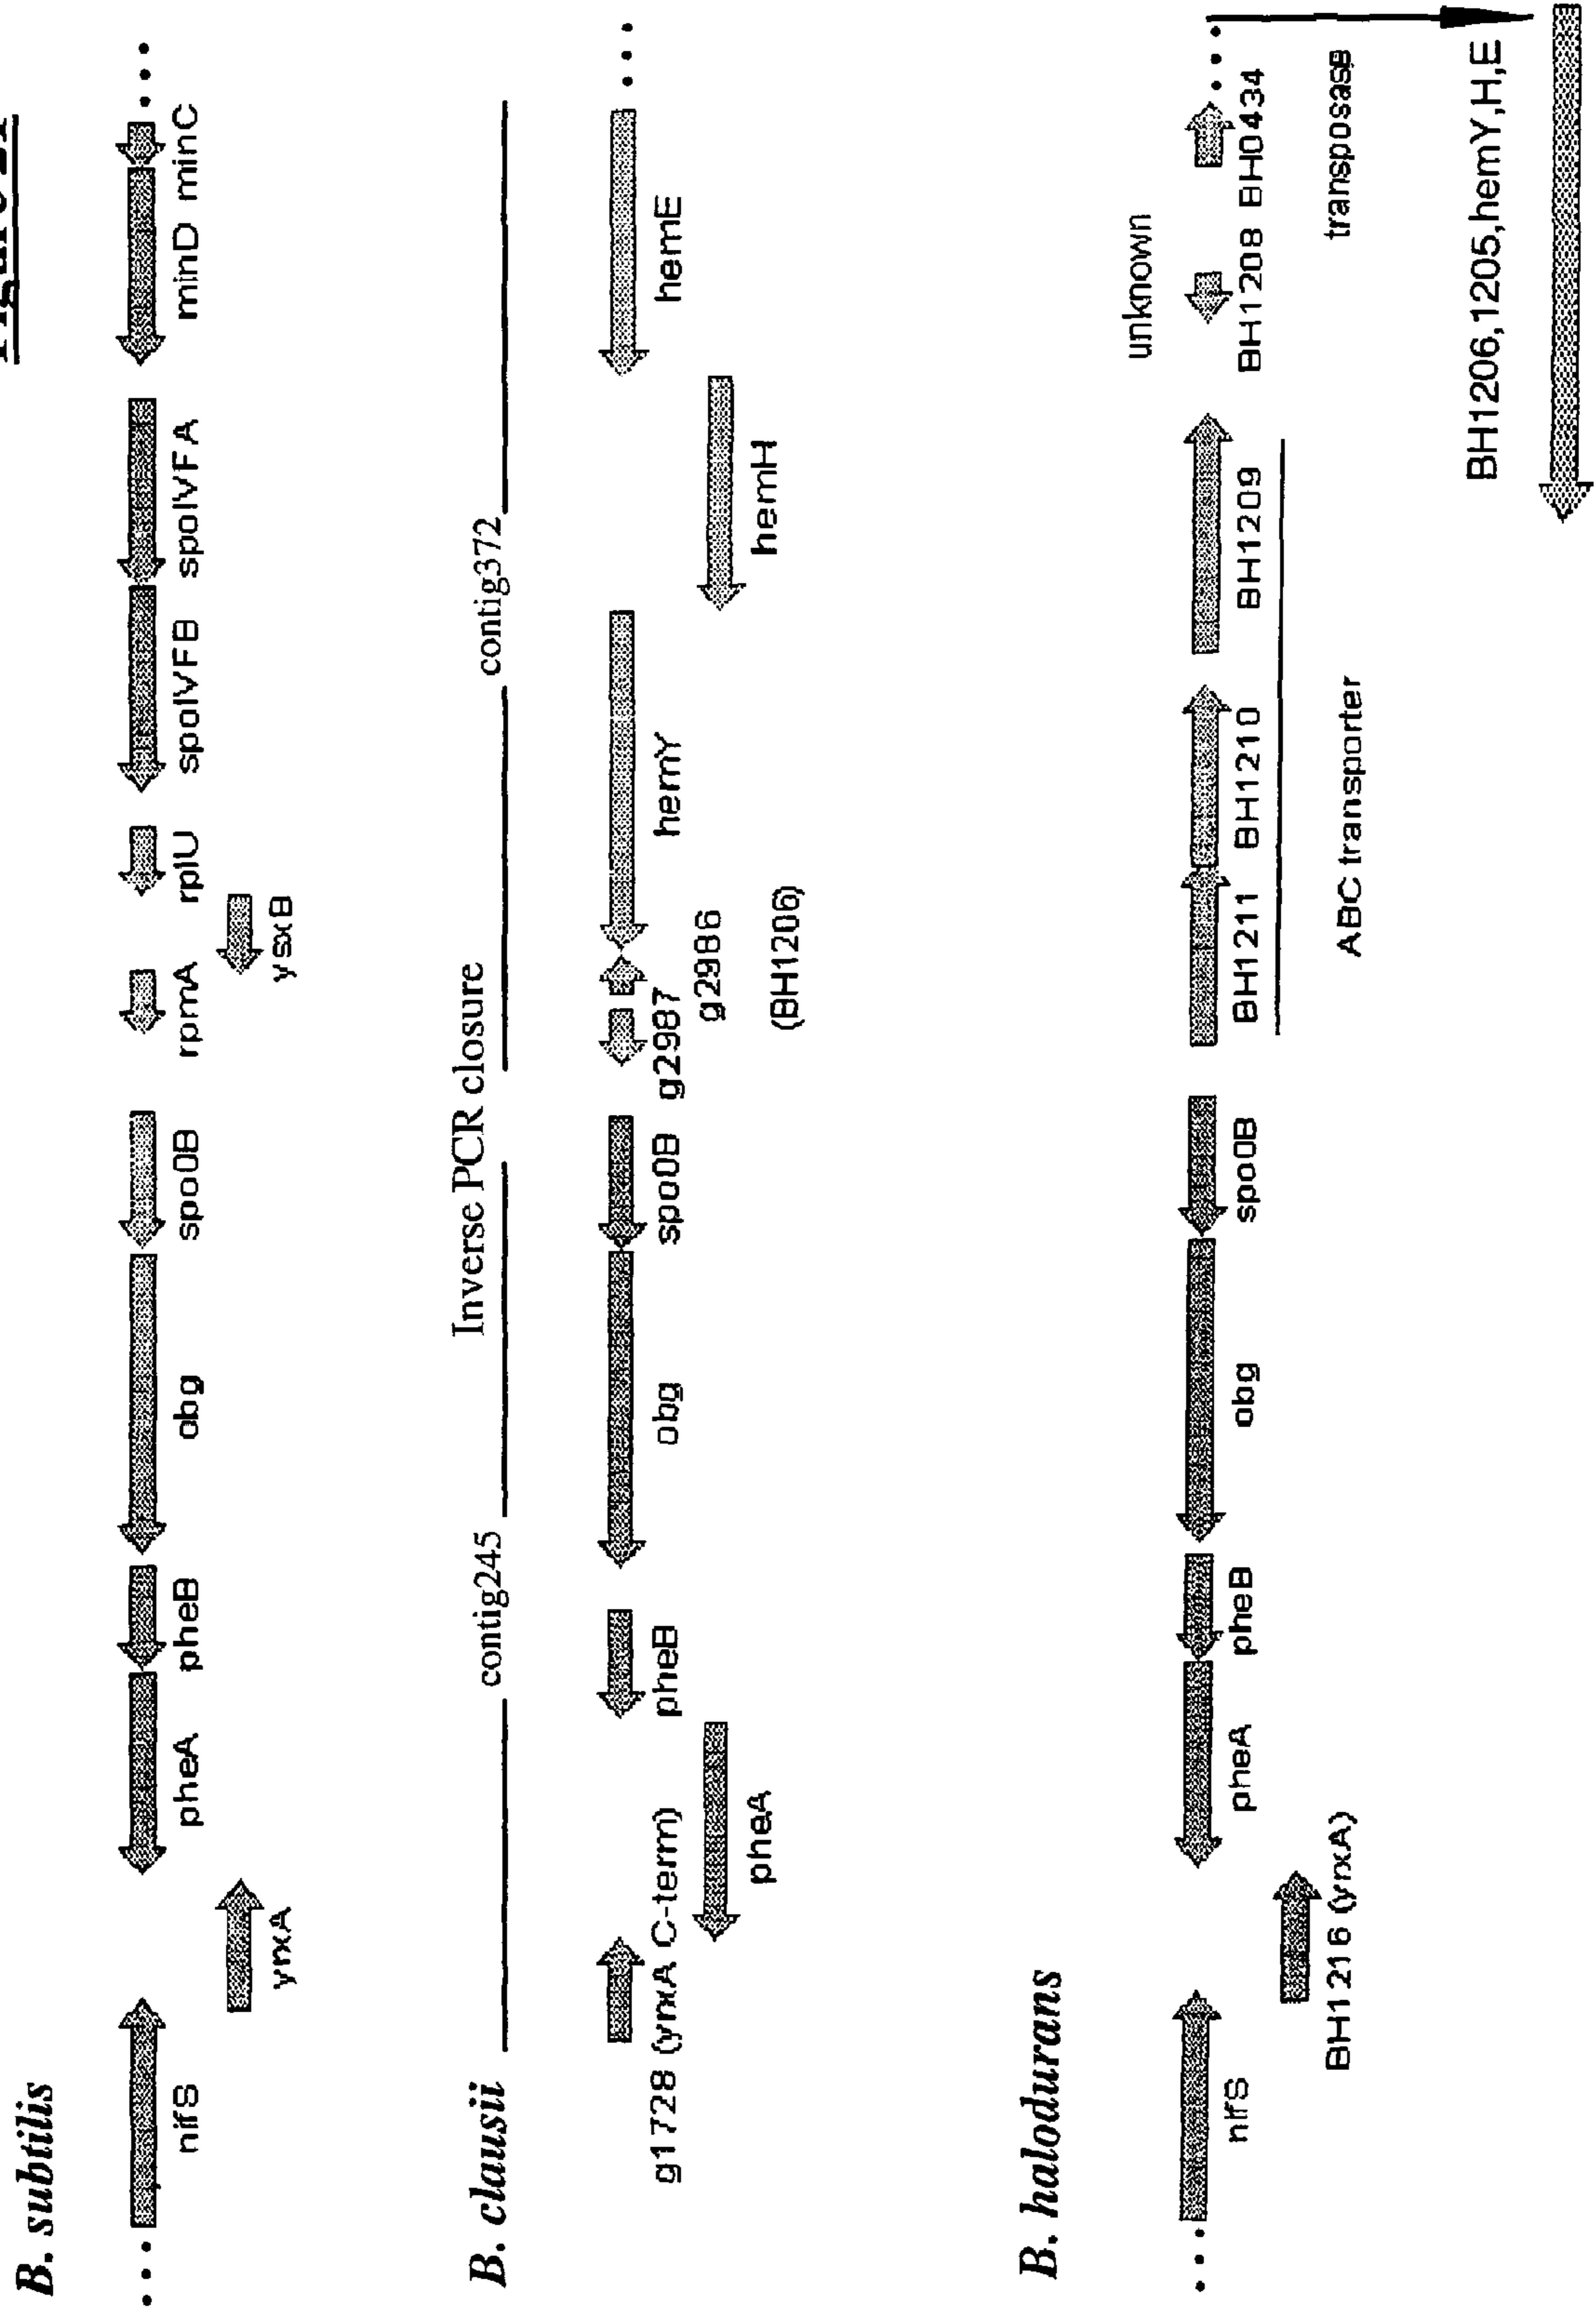 B. subtilis
nifS
yrxA
pheA
pheB
obg
spo0B
rpmA
ysxB
rplU
spoIVFB
spoIVFA
minD minC
B. clausii
contig245
Inverse PCR closure
contig372
g1728 (yrxA C-term)
pheA
pheB
obg
spo0B
g2987
g2986
(BH1206)
hemY
hemH
hemE
B. halodurans
nifS
BH1216 (yrxA)
pheA
pheB
obg
spo0B
BH1211
BH1210
BH1209
ABC transporter
unknown
BH1208 BH0434
transposase
BH1206,1205,hemY,H,E